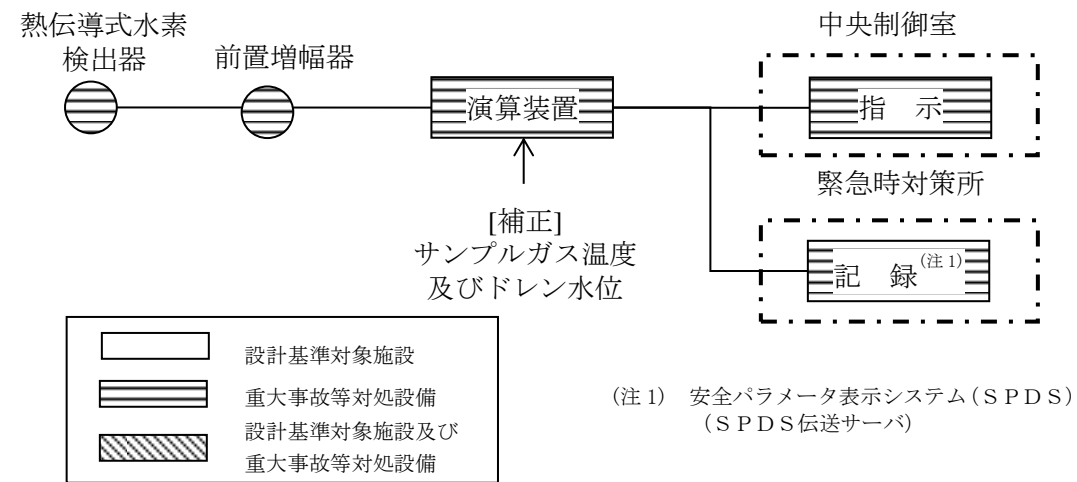 熱伝導式水素
検出器
前置増幅器
演算装置
[補正]
サンプルガス温度
及びドレン水位
中央制御室
指　示
緊急時対策所
記　録(注1)
設計基準対象施設
重大事故等対処設備
設計基準対象施設及び
重大事故等対処設備
(注1)　安全パラメータ表示システム(ＳＰＤＳ)
(ＳＰＤＳ伝送サーバ)